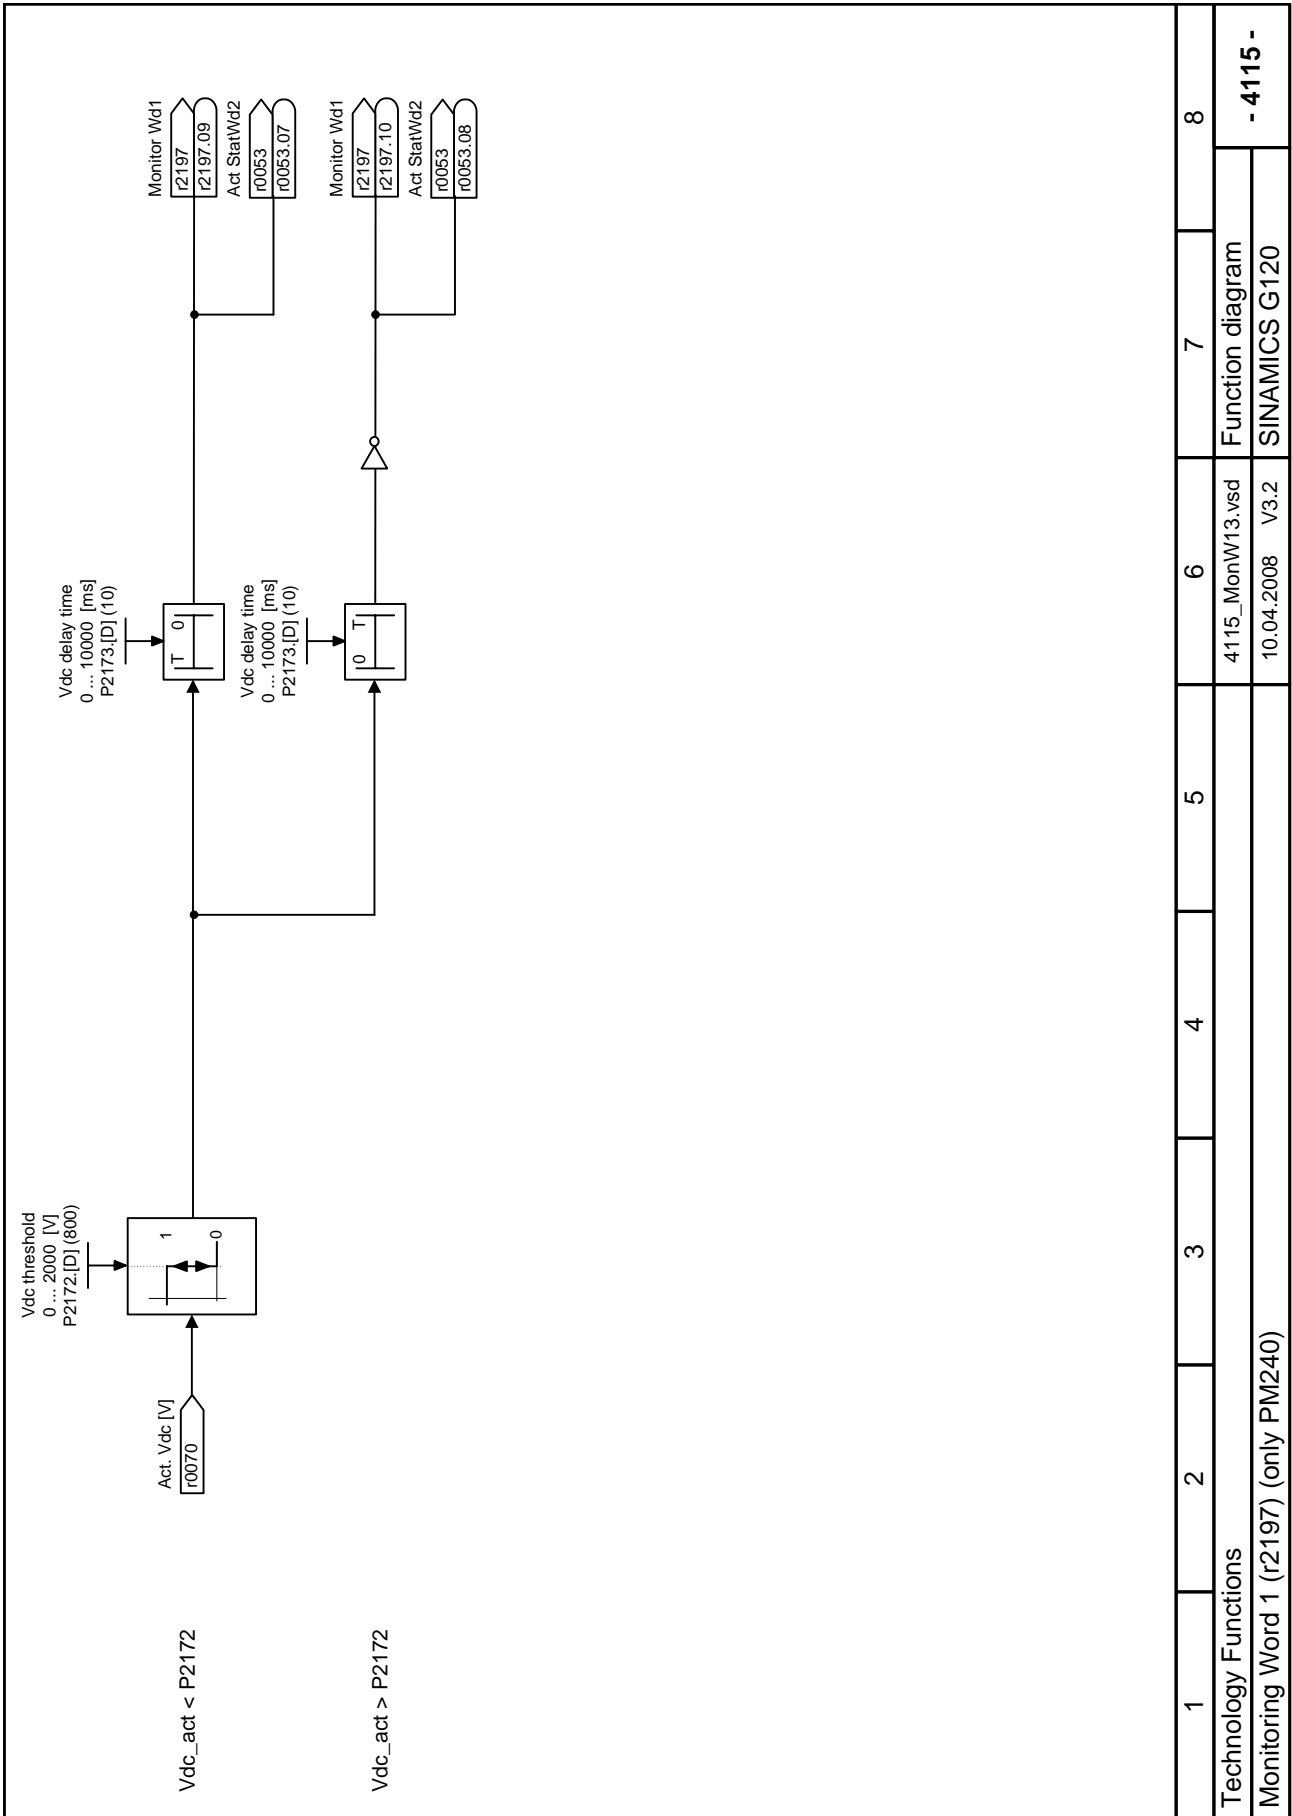 Vdc threshold
0 ... 2000 [V]
P2172.[D] (800)
Vdc delay time
0 ... 10000 [ms]
P2173.[D] (10)
Monitor Wd1
r2197
r2197.09
Act StatWd2
r0053
r0053.07
Vdc_act < P2172
Act. Vdc [V]
r0070
1
0
T 0
Vdc delay time
0 ... 10000 [ms]
P2173.[D] (10)
Monitor Wd1
r2197
r2197.10
Act StatWd2
r0053
r0053.08
Vdc_act > P2172
0 T
1 2 3 4 5 6 7 8
Technology Functions 4115_MonW13.vsd Function diagram
- 4115 -
Monitoring Word 1 (r2197) (only PM240) 10.04.2008 V3.2 SINAMICS G120